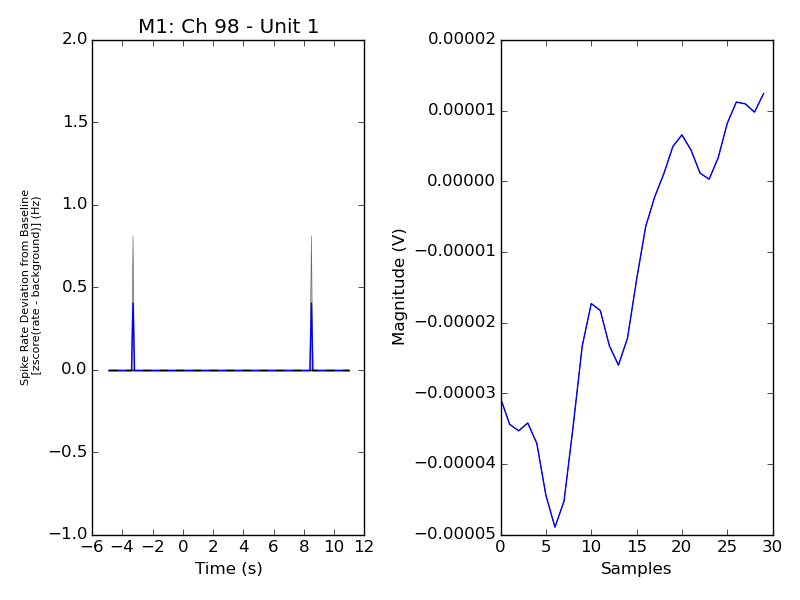 M1: Ch 98 - Unit 1
2.0
1.5
1.0
0.5
0.0
−0.5
−1.0
−6 −4 −2 0 2 4 6 8 10 12
Time (s)
Spike Rate Deviation from Baseline
[zscore(rate - background)] (Hz)
0.00002
0.00001
0.00000
−0.00001
−0.00002
−0.00003
−0.00004
−0.00005
0 5 10 15 20 25 30
Samples
Magnitude (V)